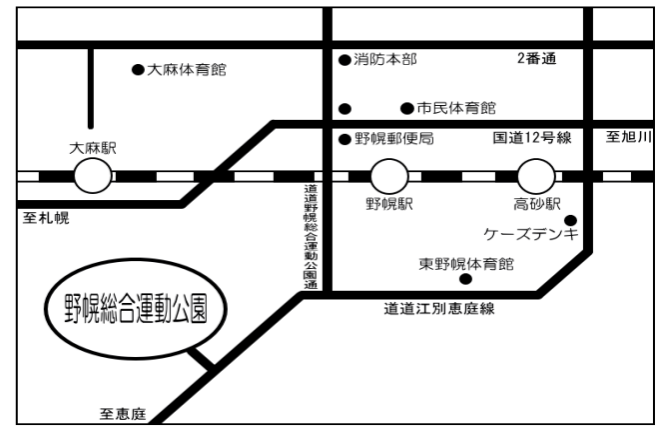 消防本部
2番通
大麻体育館
市民体育館
大麻駅
野幌郵便局
国道12号線
至旭川
至札幌
道道野幌総合運動公園通
野幌駅
高砂駅
ケーズデンキ
東野幌体育館
野幌総合運動公園
道道江別恵庭線
至恵庭